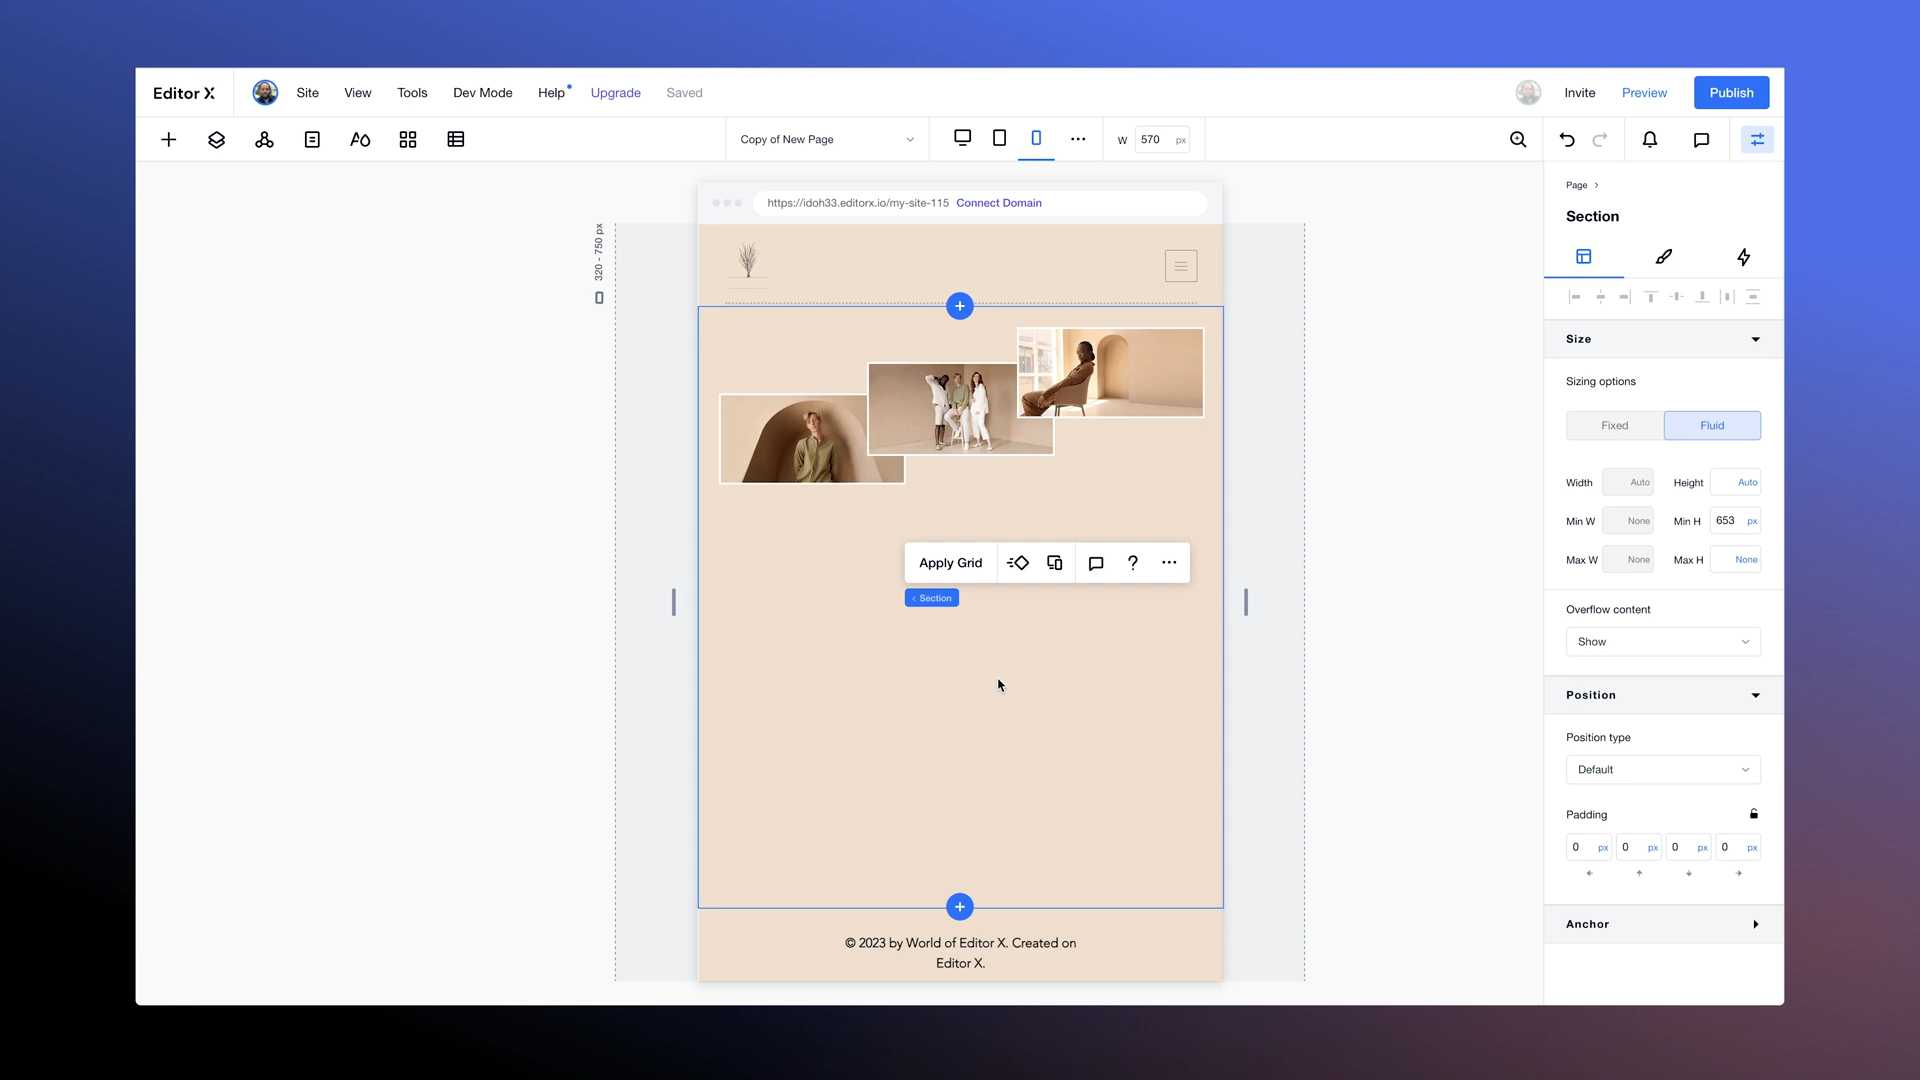 Editor X
Site
View
Tools
Dev Mode
Help
Upgrade
Saved
Invite
Preview
Publish
Copy of New Page
W 570 px
320 - 750 px
https://idoh33.editorx.io/my-site-115 Connect Domain
Apply Grid
?
< Section
© 2023 by World of Editor X. Created on
Editor X.
Page >
Section
Size
Sizing options
Fixed
Fluid
Width Auto Height Auto
Min W None Min H 653 px
Max W None Max H None
Overflow content
Show
Position
Position type
Default
Padding
0 px 0 px 0 px 0 px
Anchor